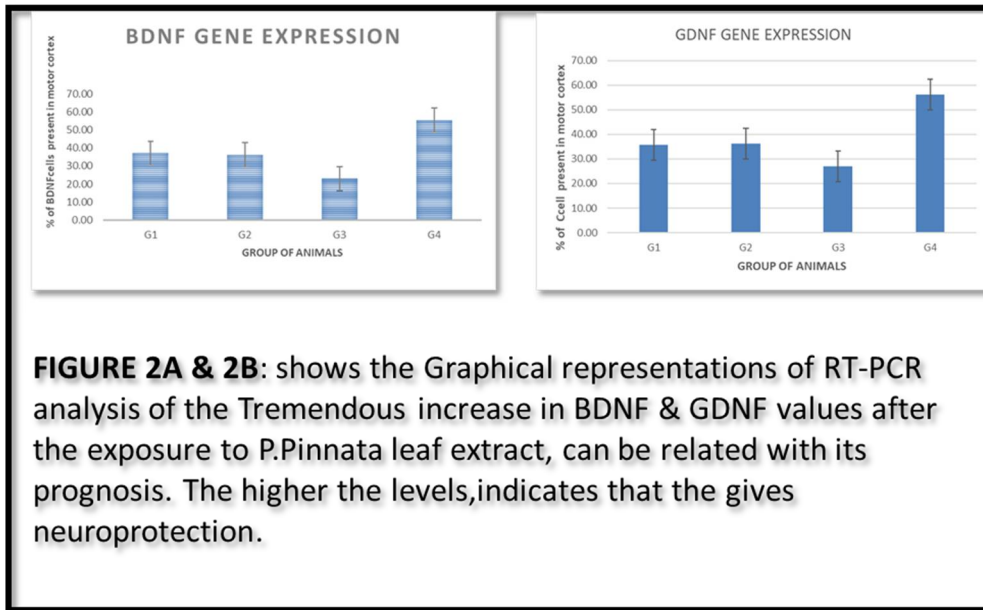 BDNF GENE EXPRESSION
% of BDNFcells present in motor cortex
70.00
60.00
50.00
40.00
30.00
20.00
10.00
0.00
G1 G2 G3 G4
GROUP OF ANIMALS
GDNF GENE EXPRESSION
% of Ccell present in motor cortex
70.00
60.00
50.00
40.00
30.00
20.00
10.00
0.00
G1 G2 G3 G4
GROUP OF ANIMALS
FIGURE 2A & 2B: shows the Graphical representations of RT-PCR
analysis of the Tremendous increase in BDNF & GDNF values after
the exposure to P.Pinnata leaf extract, can be related with its
prognosis. The higher the levels,indicates that the gives
neuroprotection.